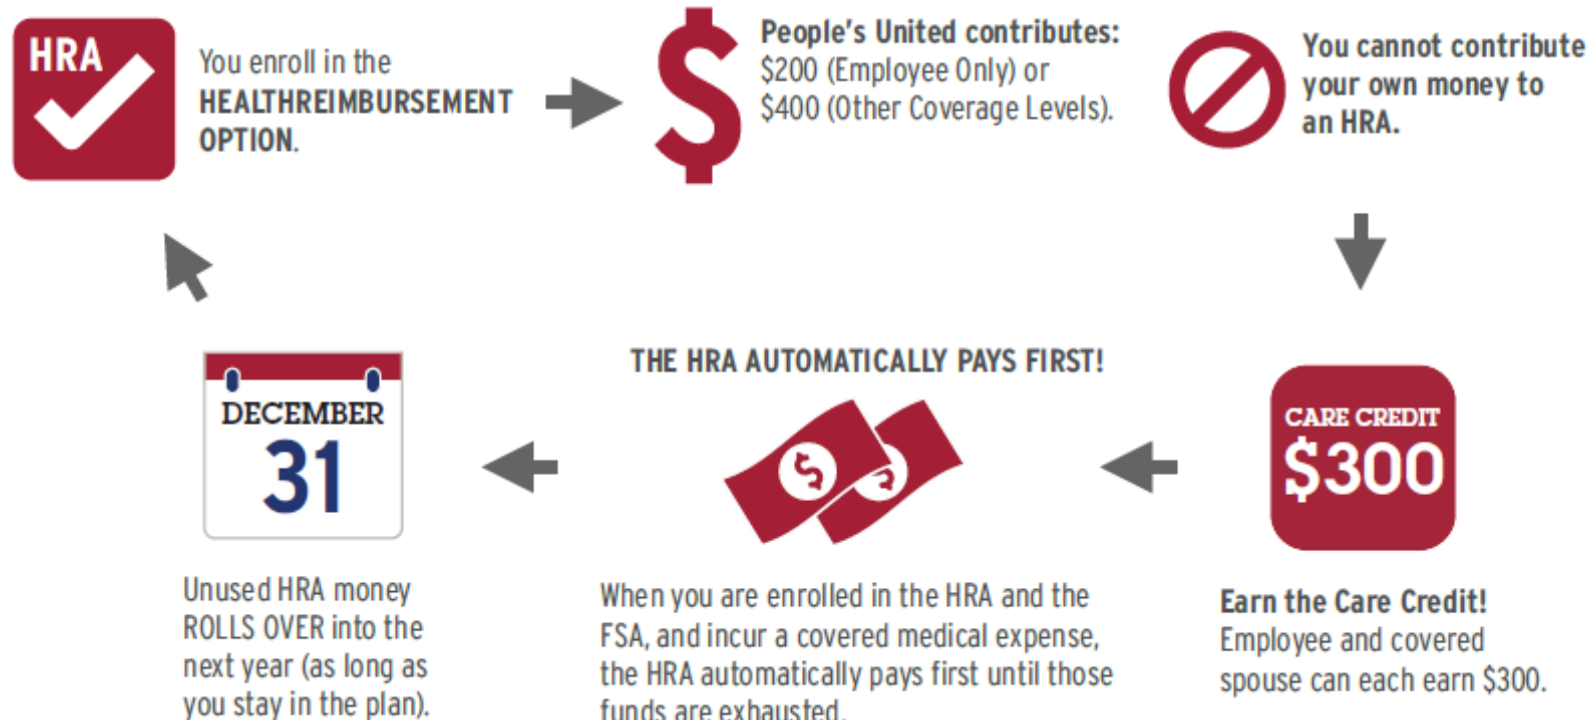 HRA
You enroll in the
HEALTHREIMBURSEMENT
OPTION.
People's United contributes:
$200 (Employee Only) or
$400 (Other Coverage Levels).
You cannot contribute
your own money to
an HRA.
CARE CREDIT
$300
Earn the Care Credit!
Employee and covered
spouse can each earn $300.
THE HRA AUTOMATICALLY PAYS FIRST!
When you are enrolled in the HRA and the
FSA, and incur a covered medical expense,
the HRA automatically pays first until those
funds are exhausted.
DECEMBER
31
Unused HRA money
ROLLS OVER into the
next year (as long as
you stay in the plan).